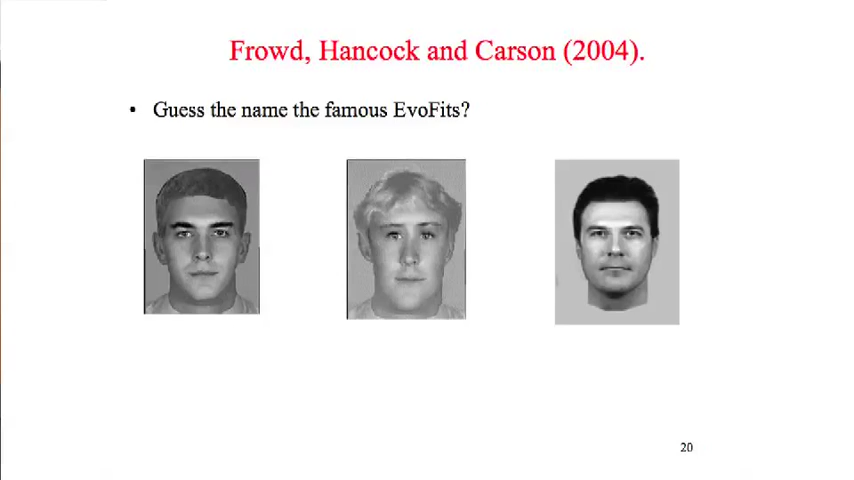 Frowd, Hancock and Carson (2004).
• Guess the name the famous EvoFits?
20